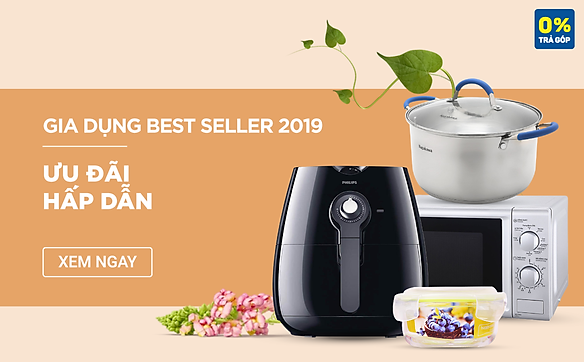 0%
TRẢ GÓP
GIA DỤNG BEST SELLER 2019
ƯU ĐÃI
HẤP DẪN
XEM NGAY
PHILIPS